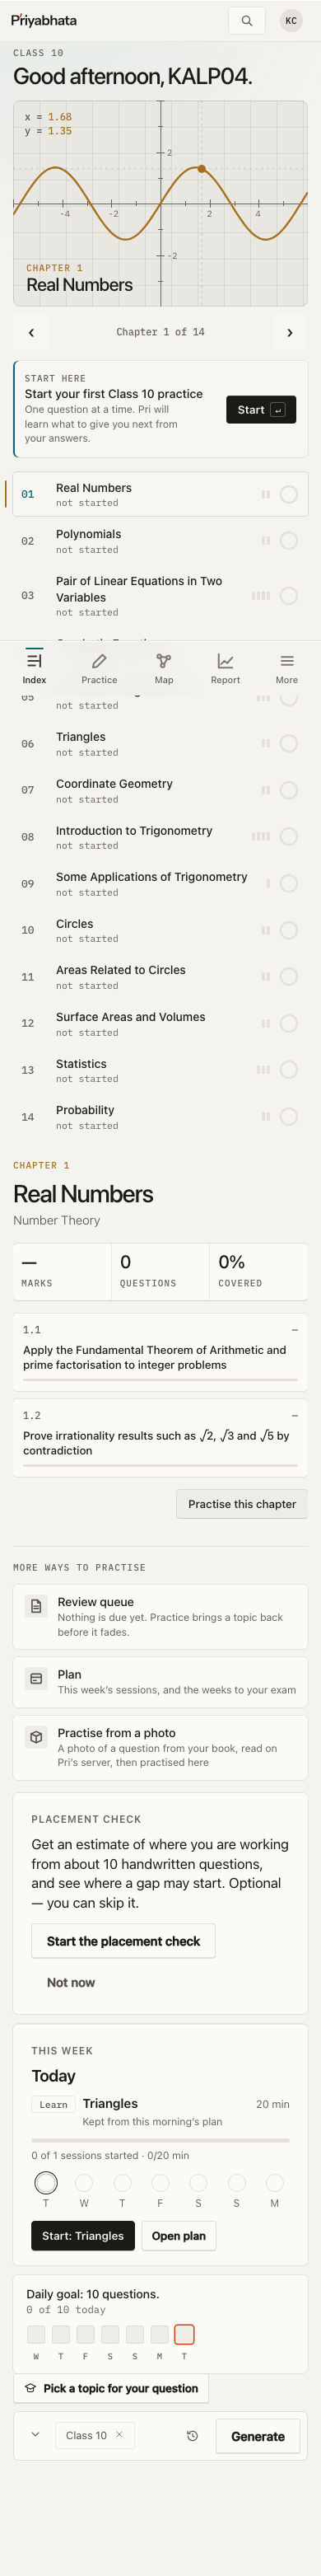 Priyabhata
KC
CLASS 10
Good afternoon, KALP04.
x = 1.68
y = 1.35
2
-4
-2
2
4
-2
CHAPTER 1
Real Numbers
Chapter 1 of 14
START HERE
Start your first Class 10 practice
One question at a time. Pri will
learn what to give you next from
your answers.
Start ↵
01
Real Numbers
not started
02
Polynomials
not started
03
Pair of Linear Equations in Two
Variables
not started
Index
Practice
Map
Report
More
05
not started
06
Triangles
not started
07
Coordinate Geometry
not started
08
Introduction to Trigonometry
not started
09
Some Applications of Trigonometry
not started
10
Circles
not started
11
Areas Related to Circles
not started
12
Surface Areas and Volumes
not started
13
Statistics
not started
14
Probability
not started
CHAPTER 1
Real Numbers
Number Theory
—
MARKS
0
QUESTIONS
0%
COVERED
1.1 —
Apply the Fundamental Theorem of Arithmetic and
prime factorisation to integer problems
1.2 —
Prove irrationality results such as √2, √3 and √5 by
contradiction
Practise this chapter
MORE WAYS TO PRACTISE
Review queue
Nothing is due yet. Practice brings a topic back
before it fades.
Plan
This week's sessions, and the weeks to your exam
Practise from a photo
A photo of a question from your book, read on
Pri's server, then practised here
PLACEMENT CHECK
Get an estimate of where you are working
from about 10 handwritten questions,
and see where a gap may start. Optional
— you can skip it.
Start the placement check
Not now
THIS WEEK
Today
Learn Triangles 20 min
Kept from this morning's plan
0 of 1 sessions started · 0/20 min
T W T F S S M
Start: Triangles Open plan
Daily goal: 10 questions.
0 of 10 today
W T F S S M T
Pick a topic for your question
Class 10 × Generate